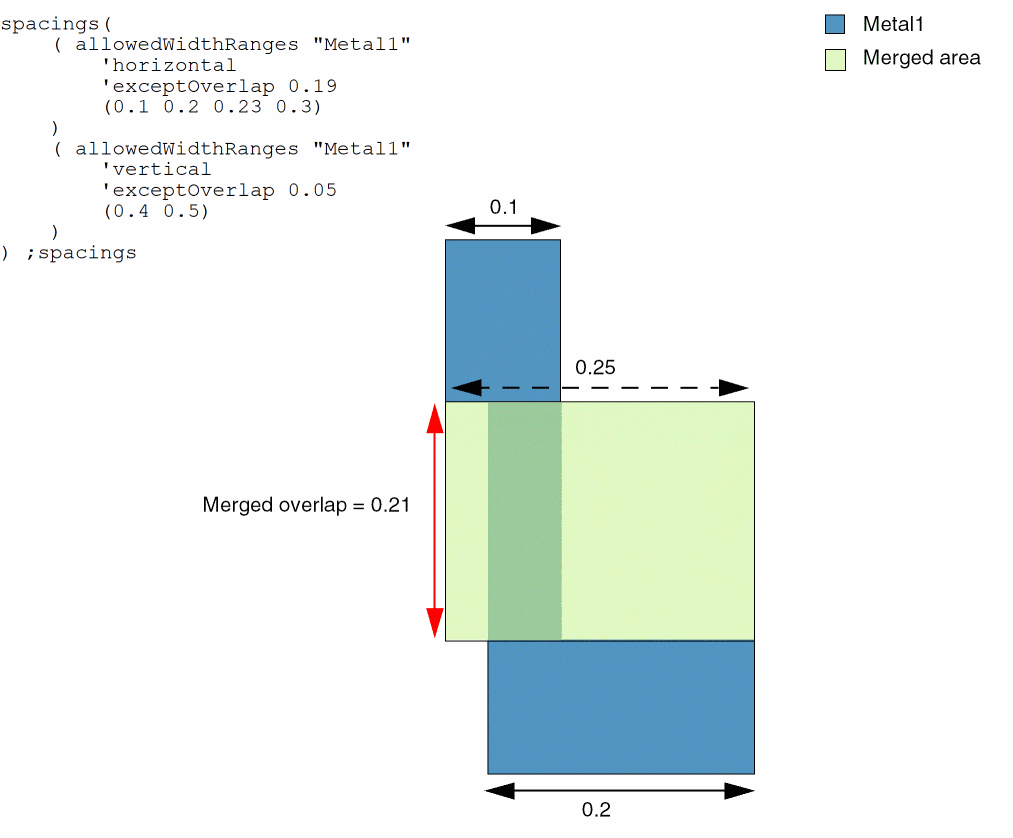 spacings(
    ( allowedWidthRanges "Metal1"
        'horizontal
        'exceptOverlap 0.19
        (0.1 0.2 0.23 0.3)
    )
    ( allowedWidthRanges "Metal1"
        'vertical
        'exceptOverlap 0.05
        (0.4 0.5)
    )
) ;spacings
Metal1
Merged area
0.1
0.25
Merged overlap = 0.21
0.2